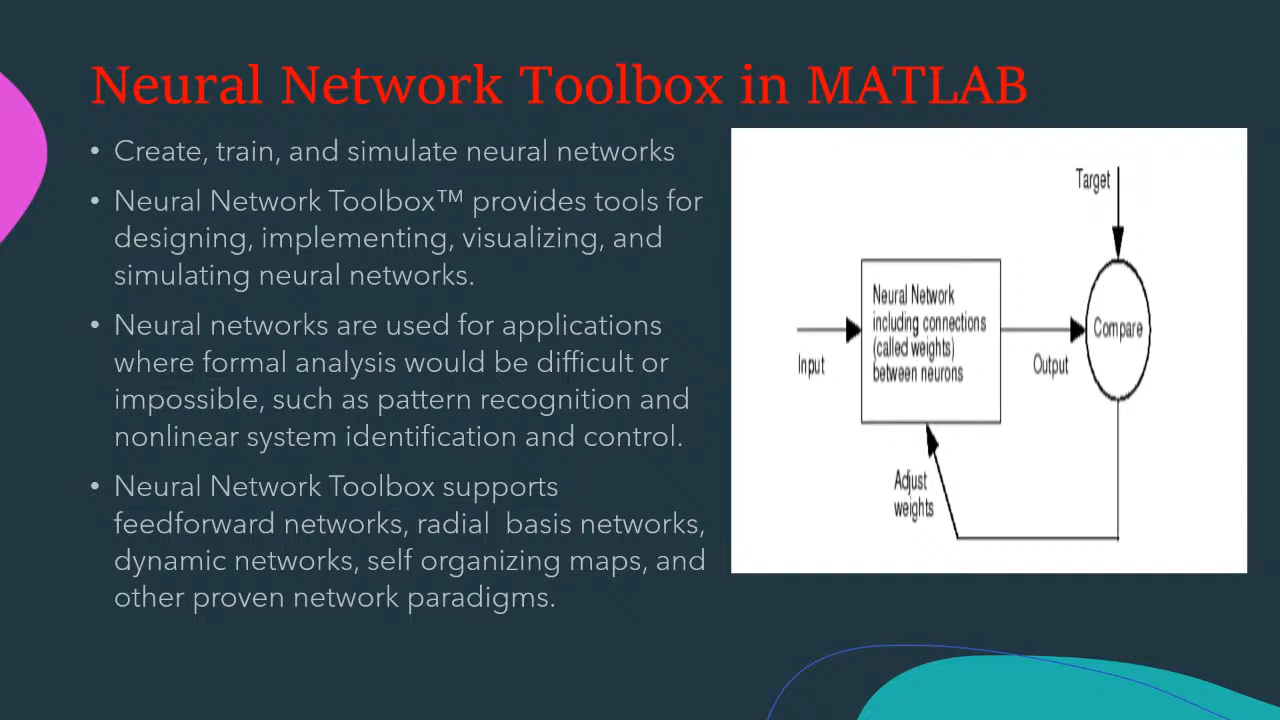 Neural Network Toolbox in MATLAB
• Create, train, and simulate neural networks
• Neural Network Toolbox™ provides tools for
designing, implementing, visualizing, and
simulating neural networks.
• Neural networks are used for applications
where formal analysis would be difficult or
impossible, such as pattern recognition and
nonlinear system identification and control.
• Neural Network Toolbox supports
feedforward networks, radial  basis networks,
dynamic networks, self organizing maps, and
other proven network paradigms.
Target
Neural Network
including connections
(called weights)
between neurons
Compare
Input
Output
Adjust
weights